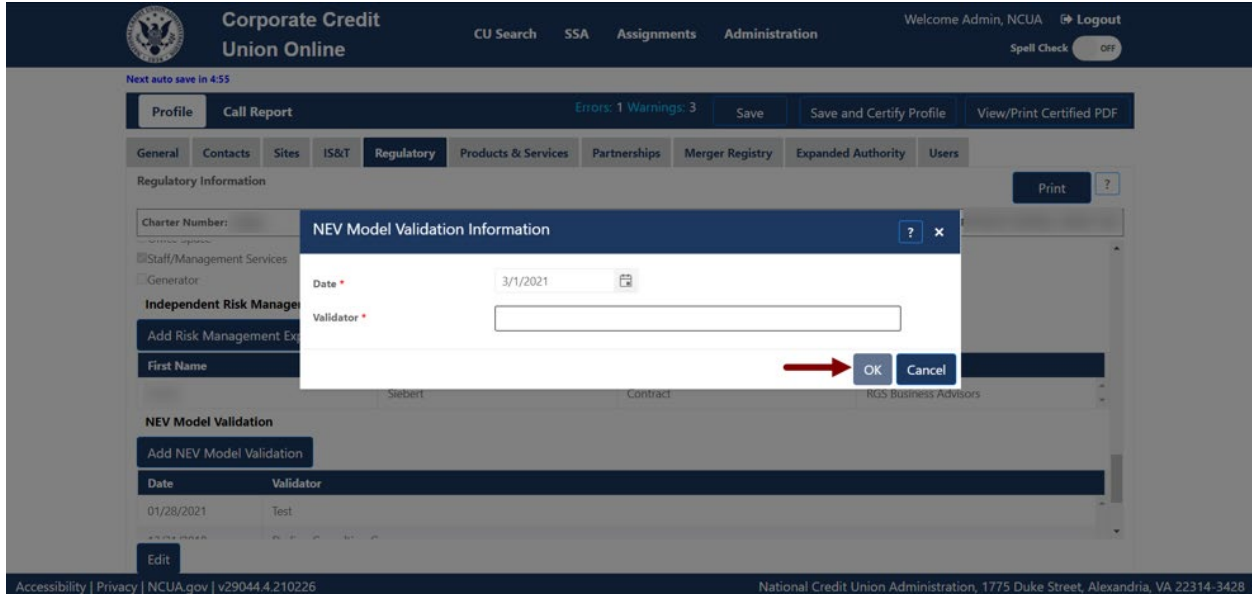 Corporate Credit
Union Online
CU Search SSA Assignments Administration
Welcome Admin, NCUA Logout
Spell Check OFF
Next auto save in 4:55
Profile Call Report Errors: 1 Warnings: 3 Save Save and Certify Profile View/Print Certified PDF
General Contacts Sites IS&T Regulatory Products & Services Partnerships Merger Registry Expanded Authority Users
Regulatory Information
Print ?
Charter Number:
NEV Model Validation Information ? ×
Office Space
Staff/Management Services
Generator
Date * 3/1/2021
Independent Risk Manage
Validator *
Add Risk Management Exp
OK Cancel
First Name
Siebert Contract RGS Business Advisors
NEV Model Validation
Add NEV Model Validation
Date Validator
01/28/2021 Test
Edit
Accessibility | Privacy | NCUA.gov | v29044.4.210226
National Credit Union Administration, 1775 Duke Street, Alexandria, VA 22314-3428